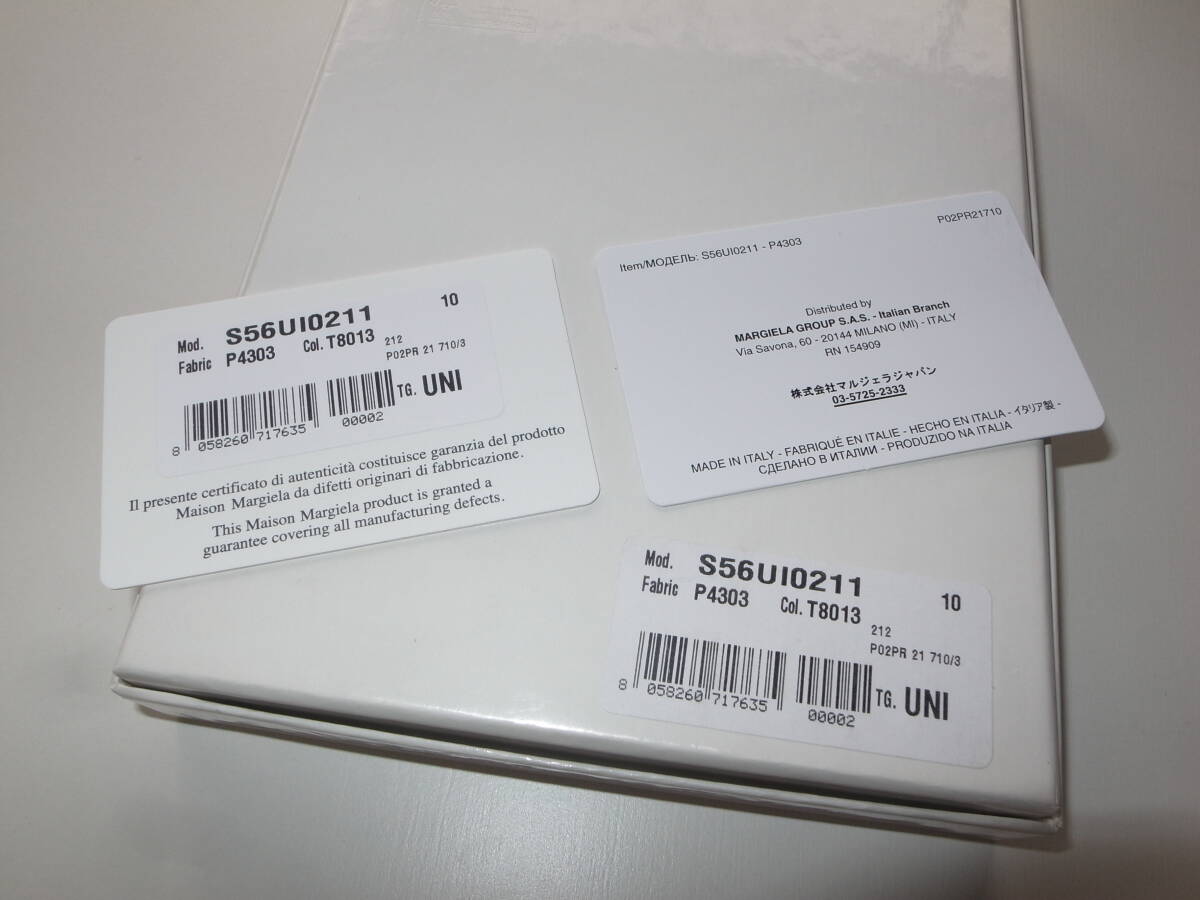 Mod. S56UI0211 10
Fabric P4303 Col. T8013 212
P02PR 21 710/3
8 058260 717635 00002 TG. UNI
Il presente certificato di autenticità costituisce garanzia del prodotto
Maison Margiela da difetti originari di fabbricazione.
This Maison Margiela product is granted a
guarantee covering all manufacturing defects.
P02PR21710
Item/МОДЕЛЬ: S56UI0211 - P4303
Distributed by
MARGIELA GROUP S.A.S. - Italian Branch
Via Savona, 60 - 20144 MILANO (MI) - ITALY
RN 154909
株式会社マルジェラジャパン
03-5725-2333
MADE IN ITALY - FABRIQUÉ EN ITALIE - HECHO EN ITALIA - イタリア製 -
СДЕЛАНО В ИТАЛИИ - PRODUZIDO NA ITALIA
Mod. S56UI0211 10
Fabric P4303 Col. T8013 212
P02PR 21 710/3
8 058260 717635 00002 TG. UNI